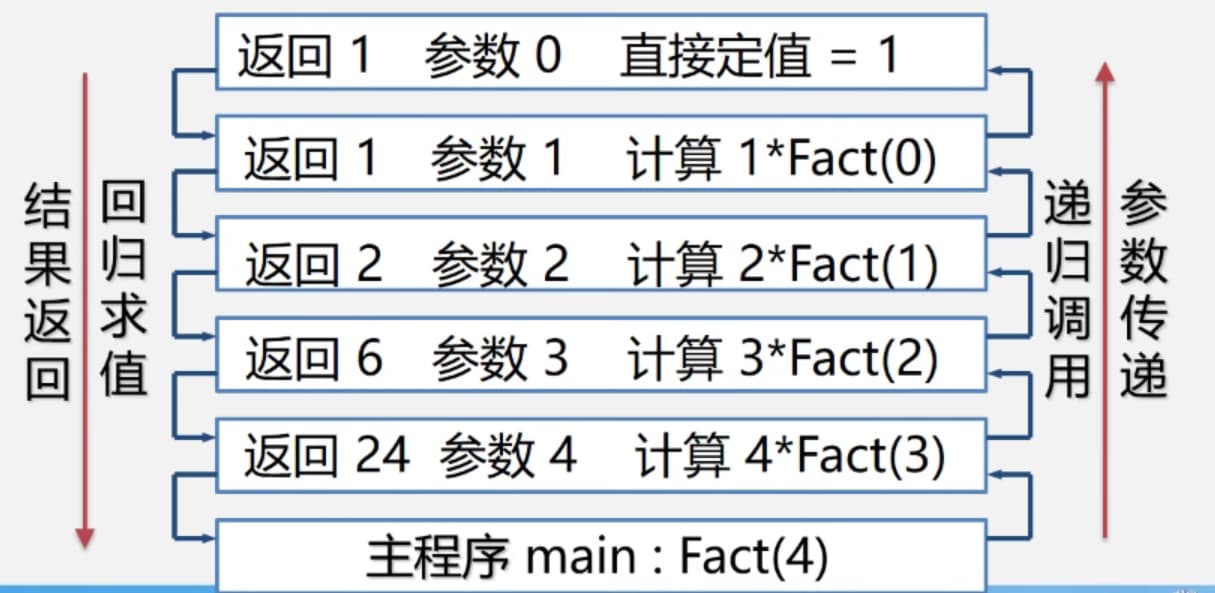 返回 1 参数 0 直接定值 = 1
返回 1 参数 1 计算 1*Fact(0)
返回 2 参数 2 计算 2*Fact(1)
返回 6 参数 3 计算 3*Fact(2)
返回 24 参数 4 计算 4*Fact(3)
主程序 main : Fact(4)
结果返回
回归求值
递归调用
参数传递